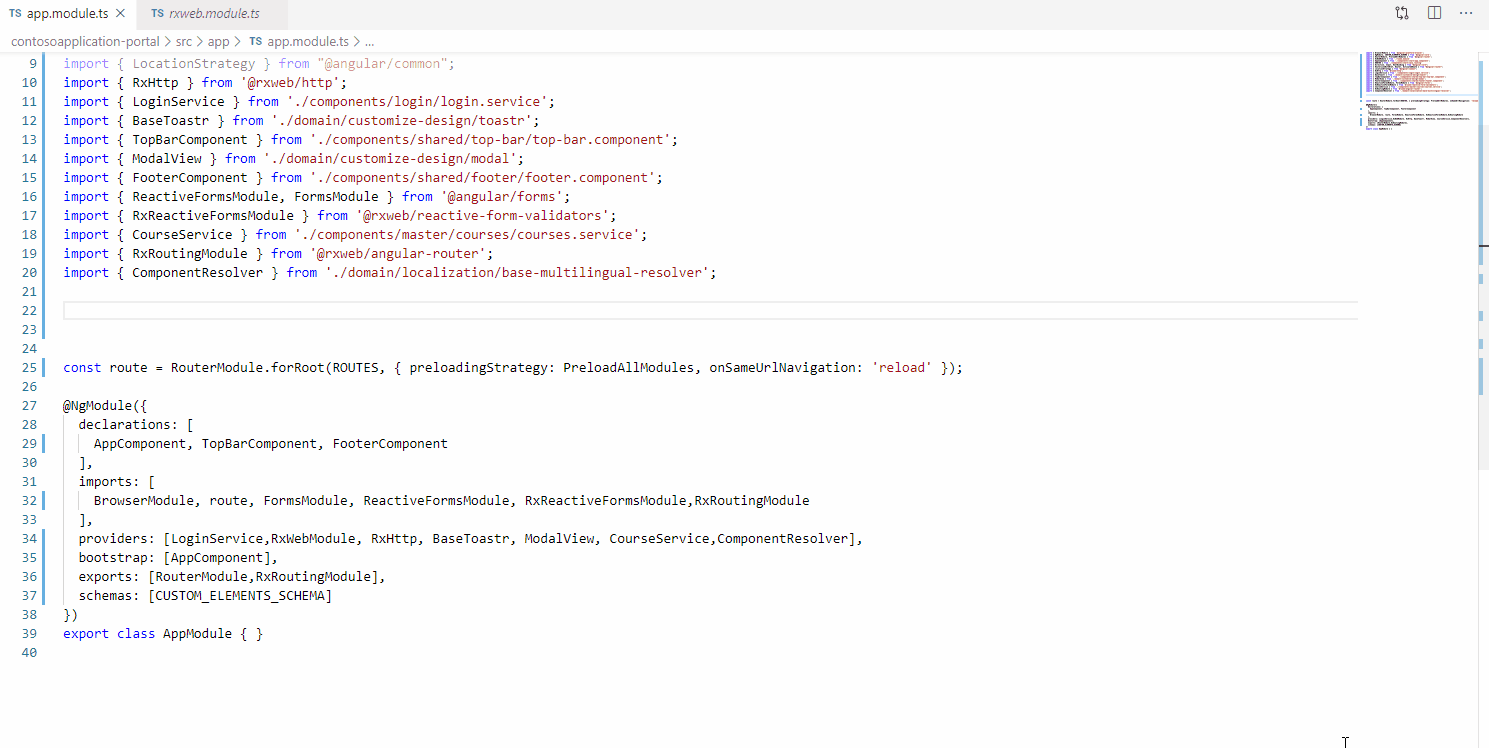 TS app.module.ts × TS rxweb.module.ts
contosoapplication-portal > src > app > TS app.module.ts > ...
9 import { LocationStrategy } from "@angular/common";
10 import { RxHttp } from '@rxweb/http';
11 import { LoginService } from './components/login/login.service';
12 import { BaseToastr } from './domain/customize-design/toastr';
13 import { TopBarComponent } from './components/shared/top-bar/top-bar.component';
14 import { ModalView } from './domain/customize-design/modal';
15 import { FooterComponent } from './components/shared/footer/footer.component';
16 import { ReactiveFormsModule, FormsModule } from '@angular/forms';
17 import { RxReactiveFormsModule } from '@rxweb/reactive-form-validators';
18 import { CourseService } from './components/master/courses/courses.service';
19 import { RxRoutingModule } from '@rxweb/angular-router';
20 import { ComponentResolver } from './domain/localization/base-multilingual-resolver';
21
22
23
24
25 const route = RouterModule.forRoot(ROUTES, { preloadingStrategy: PreloadAllModules, onSameUrlNavigation: 'reload' });
26
27 @NgModule({
28   declarations: [
29     AppComponent, TopBarComponent, FooterComponent
30   ],
31   imports: [
32     BrowserModule, route, FormsModule, ReactiveFormsModule, RxReactiveFormsModule,RxRoutingModule
33   ],
34   providers: [LoginService,RxWebModule, RxHttp, BaseToastr, ModalView, CourseService,ComponentResolver],
35   bootstrap: [AppComponent],
36   exports: [RouterModule,RxRoutingModule],
37   schemas: [CUSTOM_ELEMENTS_SCHEMA]
38 })
39 export class AppModule { }
40